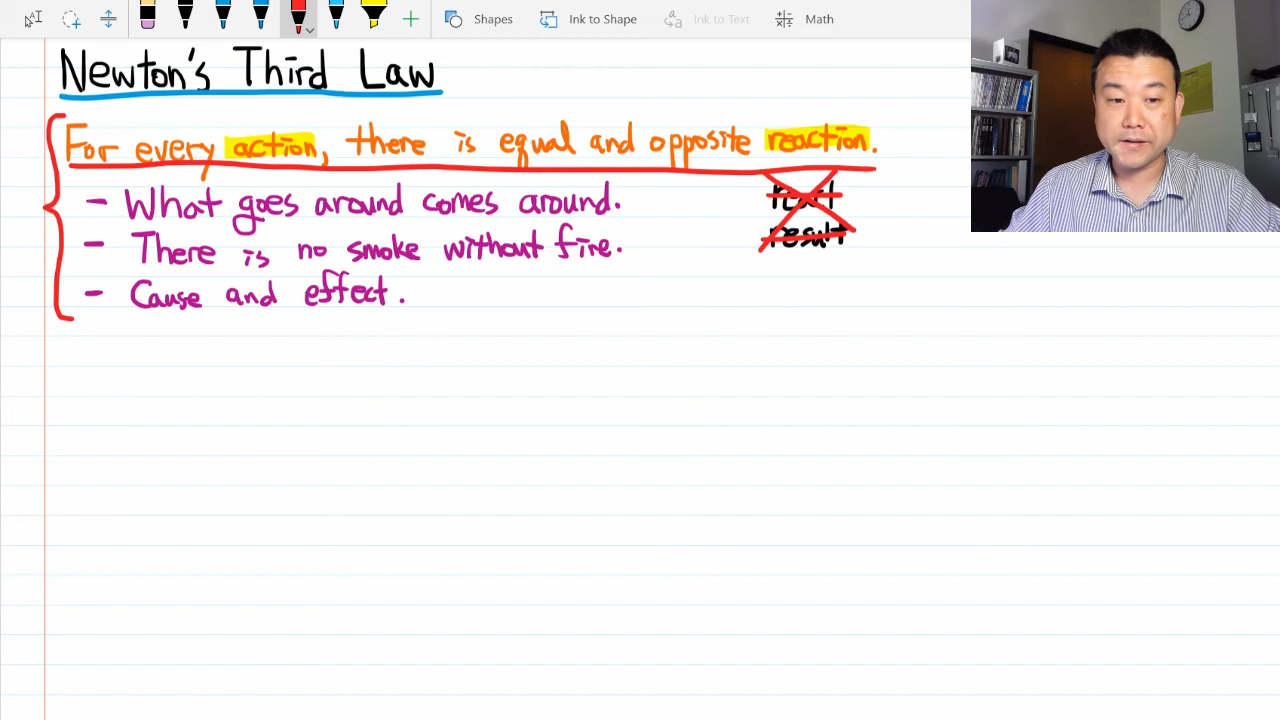 Shapes Ink to Shape Ink to Text Math
Newton's Third Law
For every action, there is equal and opposite reaction.
- What goes around comes around.
- There is no smoke without fire.
result
- Cause and effect.